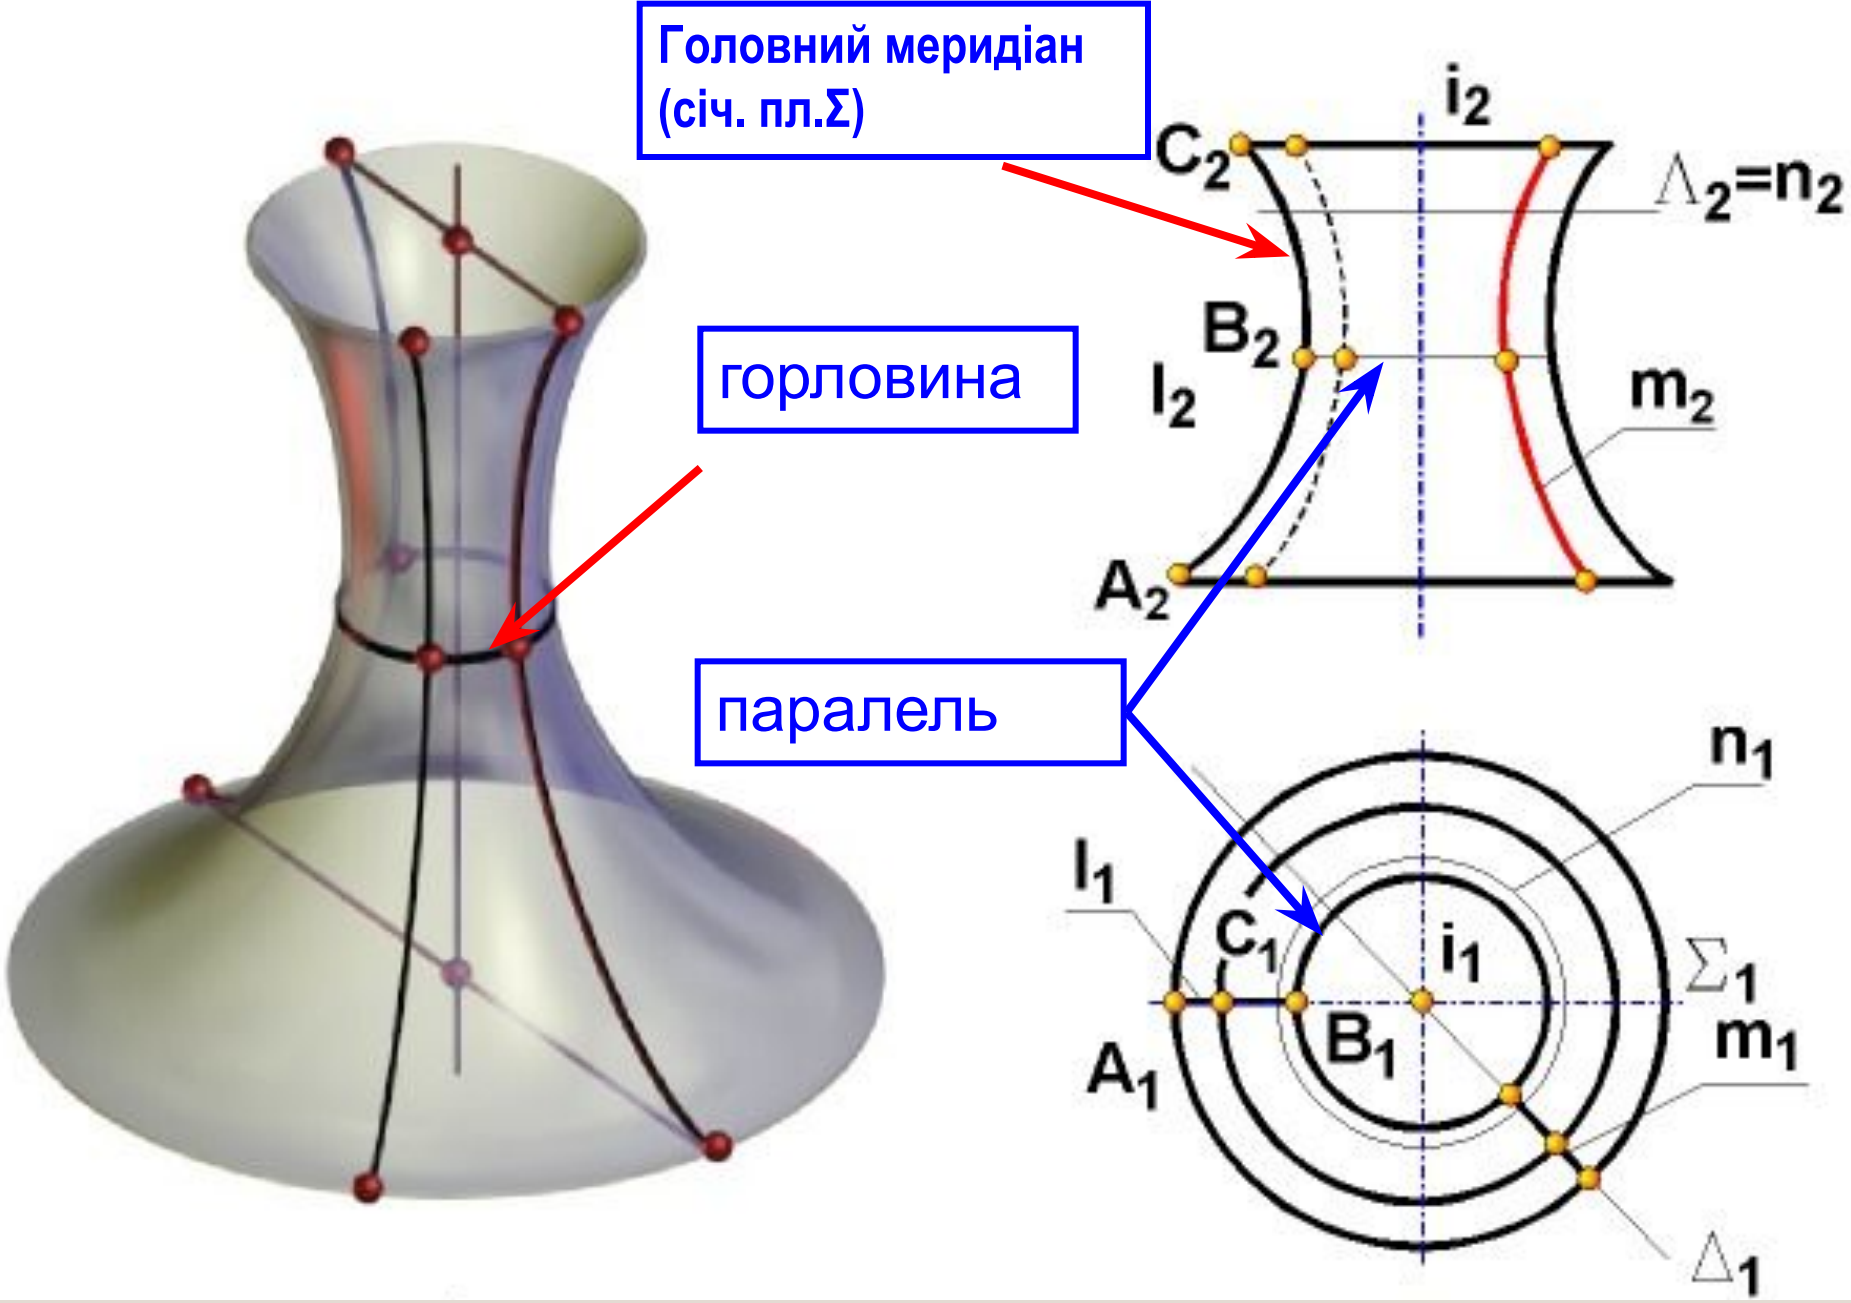 Головний меридіан
(січ. пл.Σ)
i2
C2
Λ2=n2
B2
горловина
l2
m2
A2
паралель
n1
l1
C1
i1
Σ1
B1
m1
A1
Δ1